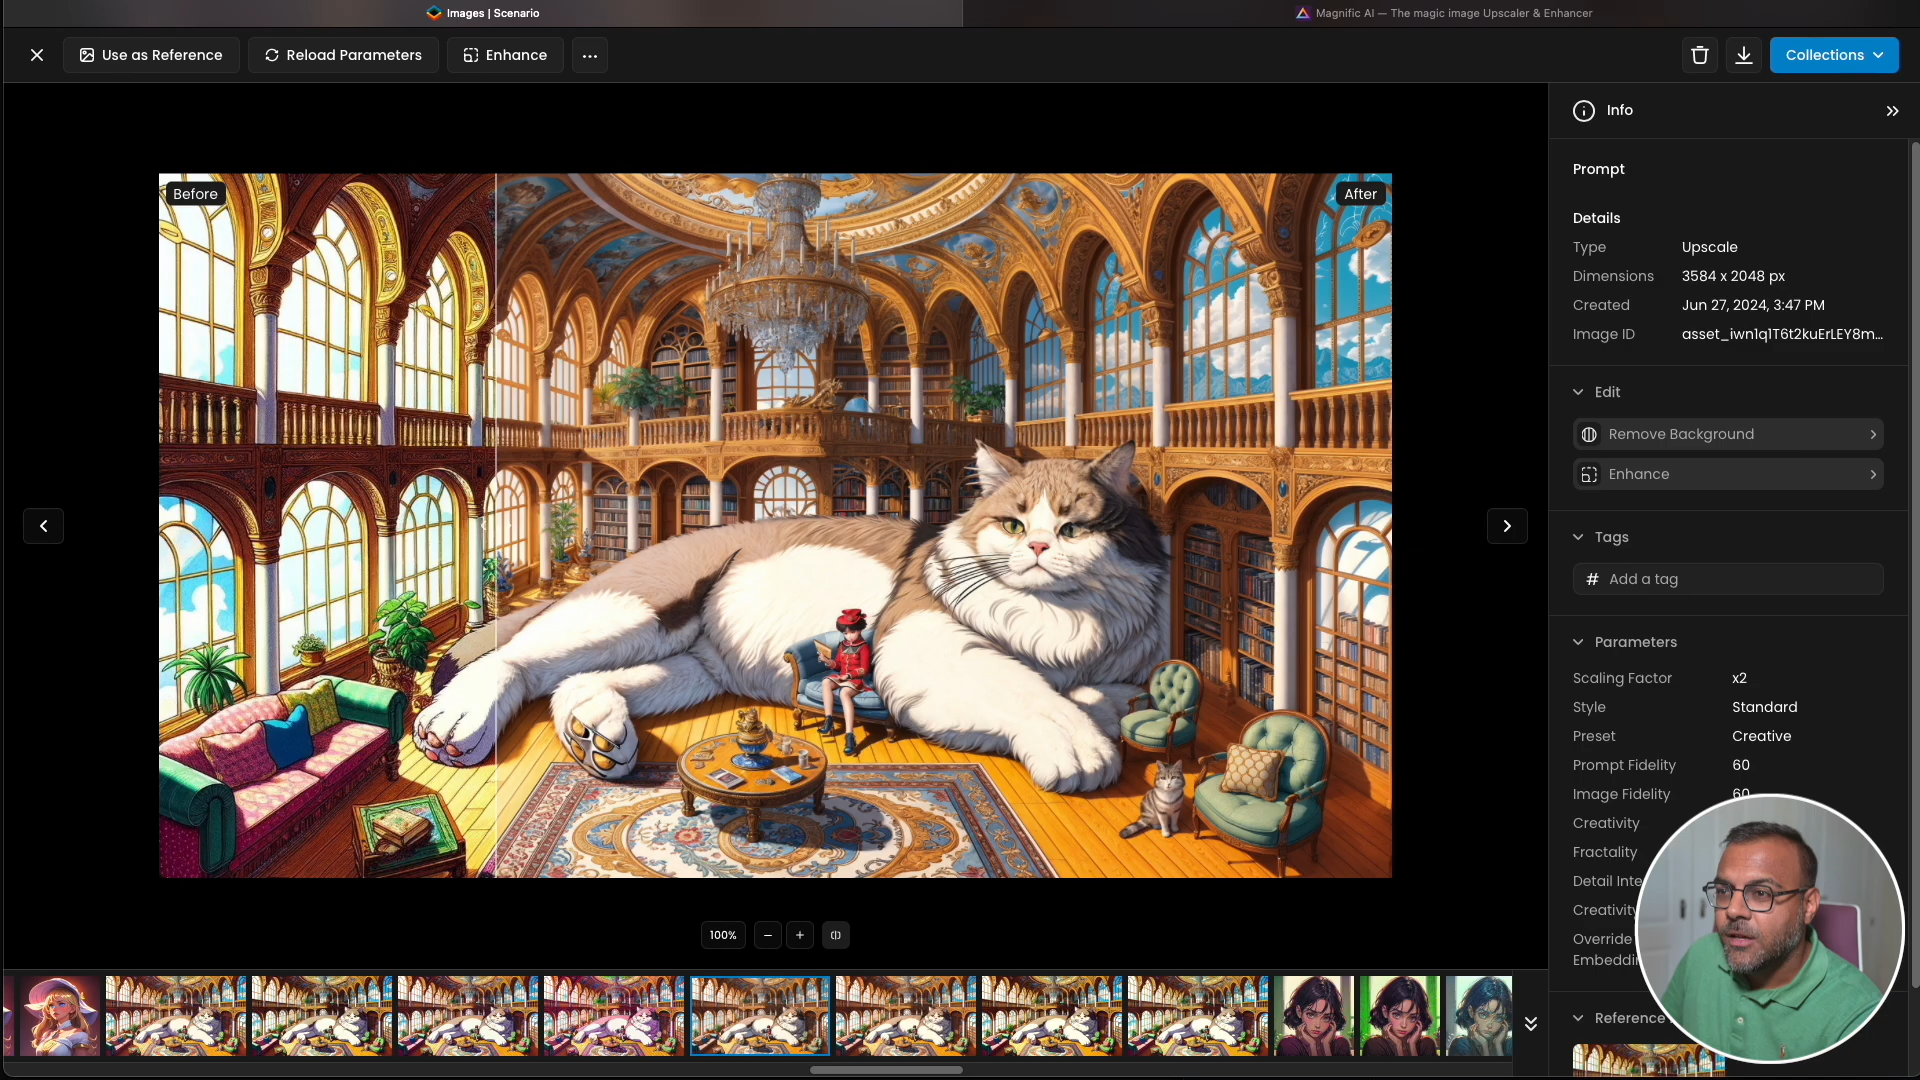 Images | Scenario
Magnific AI — The magic image Upscaler & Enhancer
Use as Reference
Reload Parameters
Enhance
Collections
Info
Before
After
Prompt
Details
Type Upscale
Dimensions 3584 x 2048 px
Created Jun 27, 2024, 3:47 PM
Image ID asset_iwn1q1T6t2kuErLEY8m...
Edit
Remove Background
Enhance
Tags
# Add a tag
Parameters
Scaling Factor x2
Style Standard
Preset Creative
Prompt Fidelity 60
Image Fidelity 60
Creativity
Fractality
Detail
Creativity
Override
100%
Reference